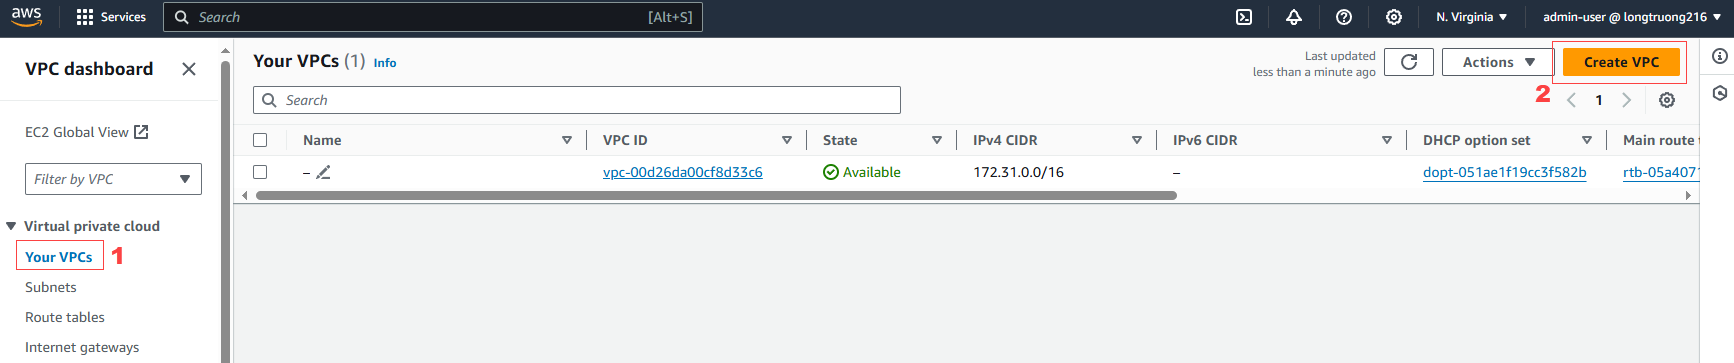 aws Services Search [Alt+S] N. Virginia admin-user @ longtruong216
VPC dashboard
EC2 Global View
Filter by VPC
Virtual private cloud
Your VPCs 1
Subnets
Route tables
Internet gateways
Your VPCs (1) Info
Last updated
less than a minute ago
Actions
Create VPC
2
1
Search
Name VPC ID State IPv4 CIDR IPv6 CIDR DHCP option set Main route
– vpc-00d26da00cf8d33c6 Available 172.31.0.0/16 – dopt-051ae1f19cc3f582b rtb-05a4071